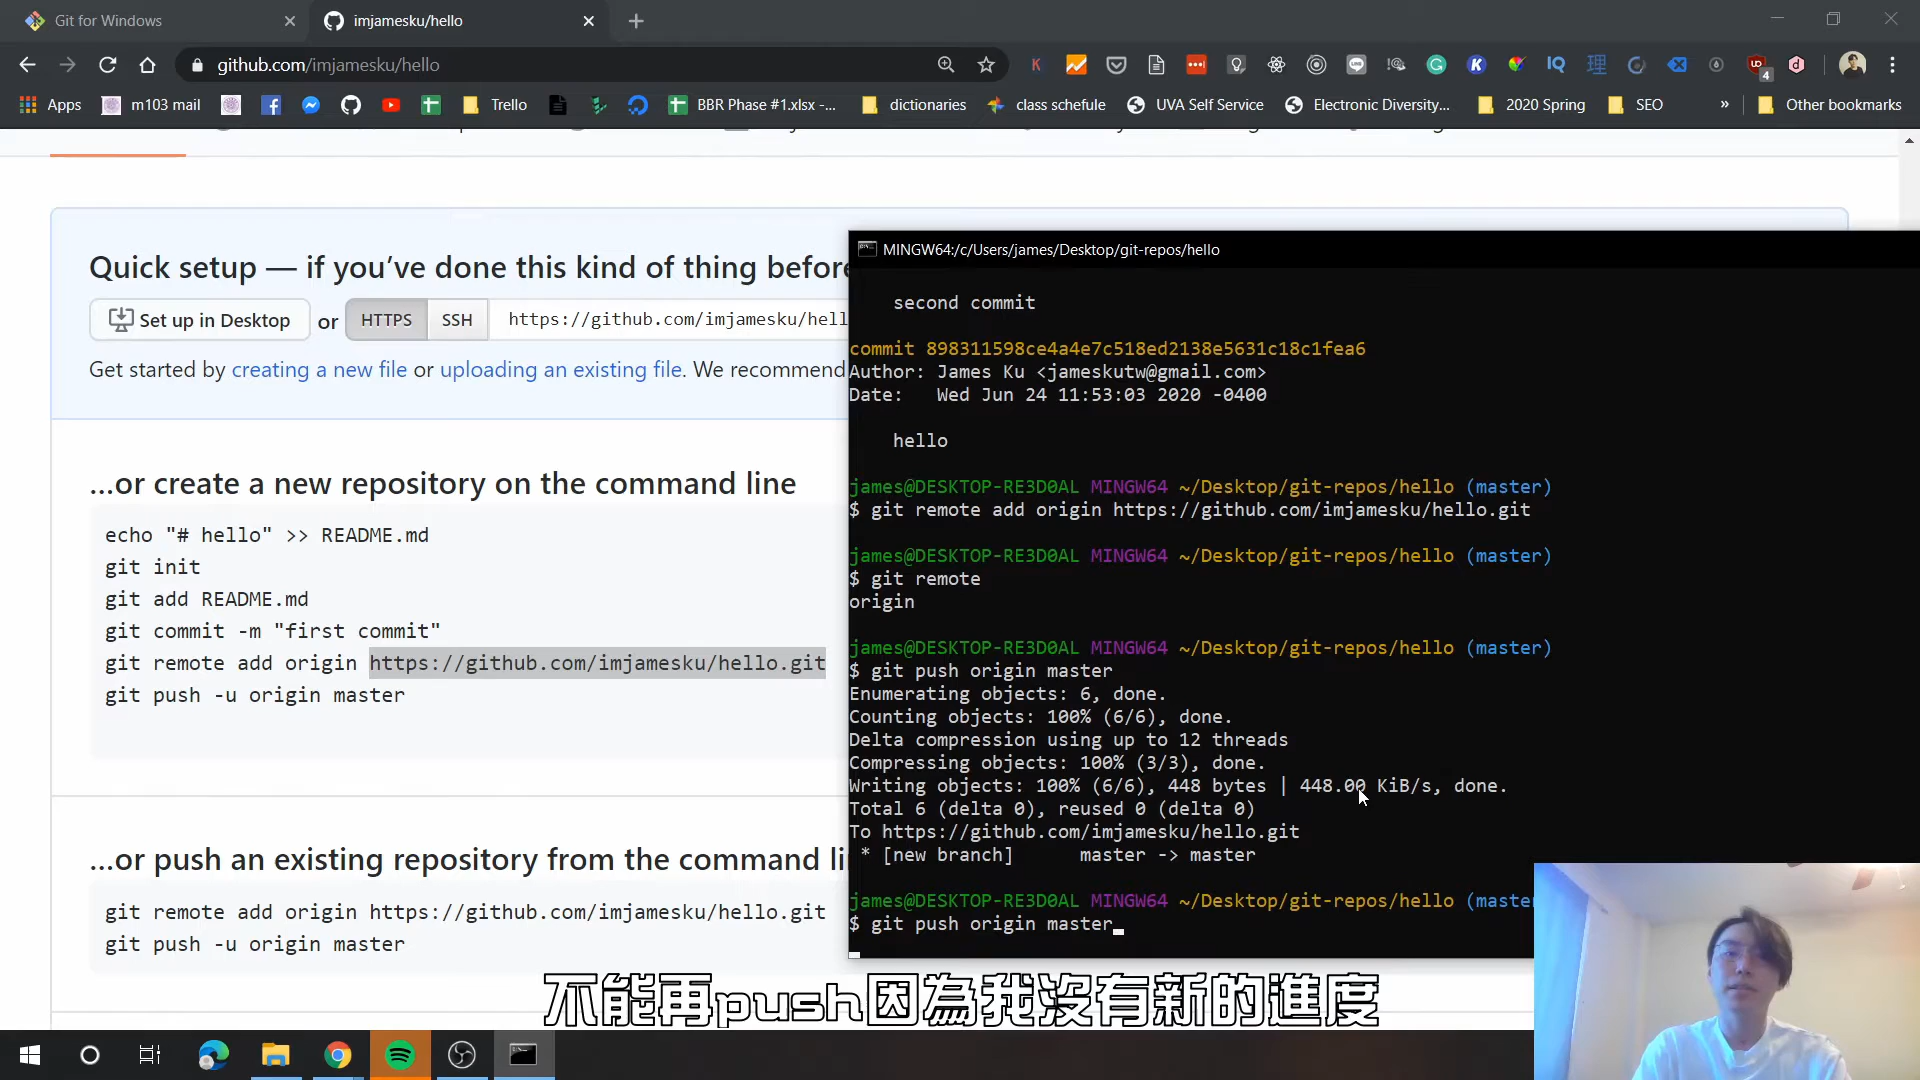 Git for Windows
imjamesku/hello
github.com/imjamesku/hello
4
Apps
m103 mail
Trello
BBR Phase #1.xlsx -...
dictionaries
class schefule
UVA Self Service
Electronic Diversity...
2020 Spring
SEO
»
Other bookmarks
Quick setup — if you’ve done this kind of thing before
Set up in Desktop
or
HTTPS
SSH
https://github.com/imjamesku/hell
Get started by creating a new file or uploading an existing file. We recommend
...or create a new repository on the command line
echo "# hello" >> README.md
git init
git add README.md
git commit -m "first commit"
git remote add origin https://github.com/imjamesku/hello.git
git push -u origin master
...or push an existing repository from the command li
git remote add origin https://github.com/imjamesku/hello.git
git push -u origin master
MINGW64:/c/Users/james/Desktop/git-repos/hello
second commit
commit 898311598ce4a4e7c518ed2138e5631c18c1fea6
Author: James Ku <jameskutw@gmail.com>
Date:   Wed Jun 24 11:53:03 2020 -0400
hello
james@DESKTOP-RE3D0AL MINGW64 ~/Desktop/git-repos/hello (master)
$ git remote add origin https://github.com/imjamesku/hello.git
james@DESKTOP-RE3D0AL MINGW64 ~/Desktop/git-repos/hello (master)
$ git remote
origin
james@DESKTOP-RE3D0AL MINGW64 ~/Desktop/git-repos/hello (master)
$ git push origin master
Enumerating objects: 6, done.
Counting objects: 100% (6/6), done.
Delta compression using up to 12 threads
Compressing objects: 100% (3/3), done.
Writing objects: 100% (6/6), 448 bytes | 448.00 KiB/s, done.
Total 6 (delta 0), reused 0 (delta 0)
To https://github.com/imjamesku/hello.git
* [new branch]      master -> master
james@DESKTOP-RE3D0AL MINGW64 ~/Desktop/git-repos/hello (maste
$ git push origin master
不能再push因為我沒有新的進度